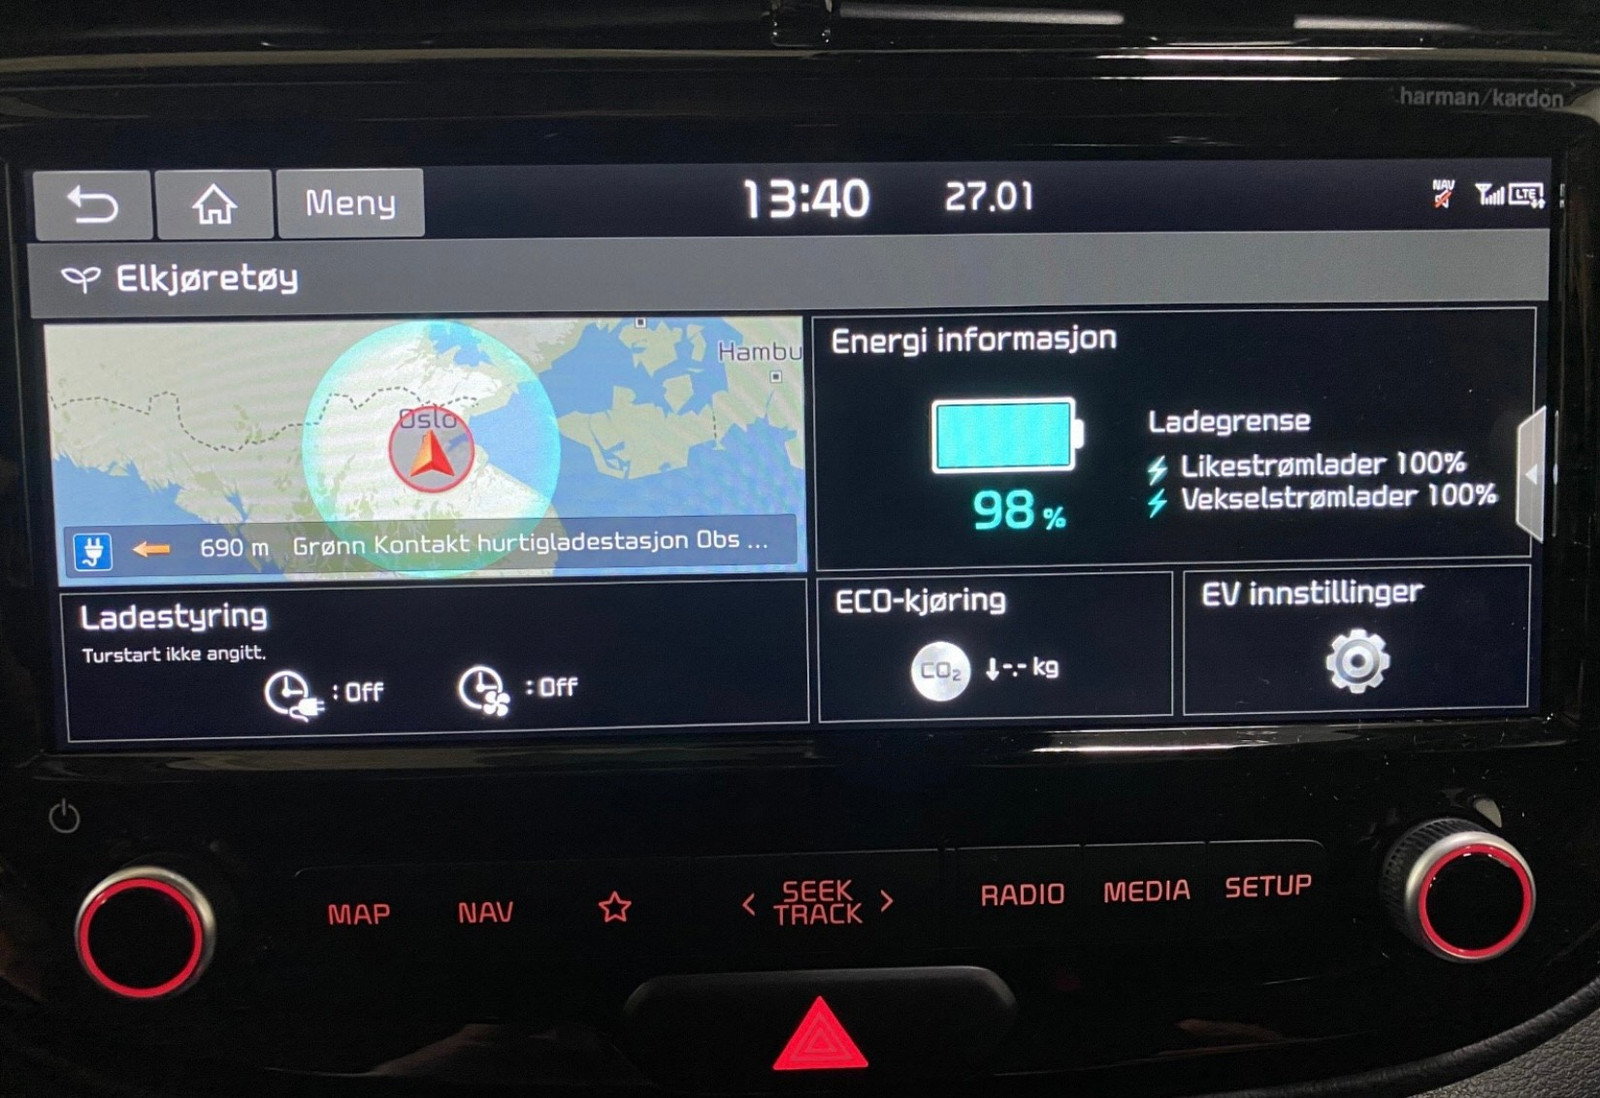 harman/kardon
Meny
13:40
27.01
NAV
LTE
Elkjøretøy
Hambu
Oslo
690 m Grønn Kontakt hurtigladestasjon Obs ...
Energi informasjon
98 %
Ladegrense
Likestrømlader 100%
Vekselstrømlader 100%
Ladestyring
Turstart ikke angitt.
: Off
: Off
ECO-kjøring
CO₂
-.- kg
EV innstillinger
MAP
NAV
< SEEK >
TRACK
RADIO
MEDIA
SETUP